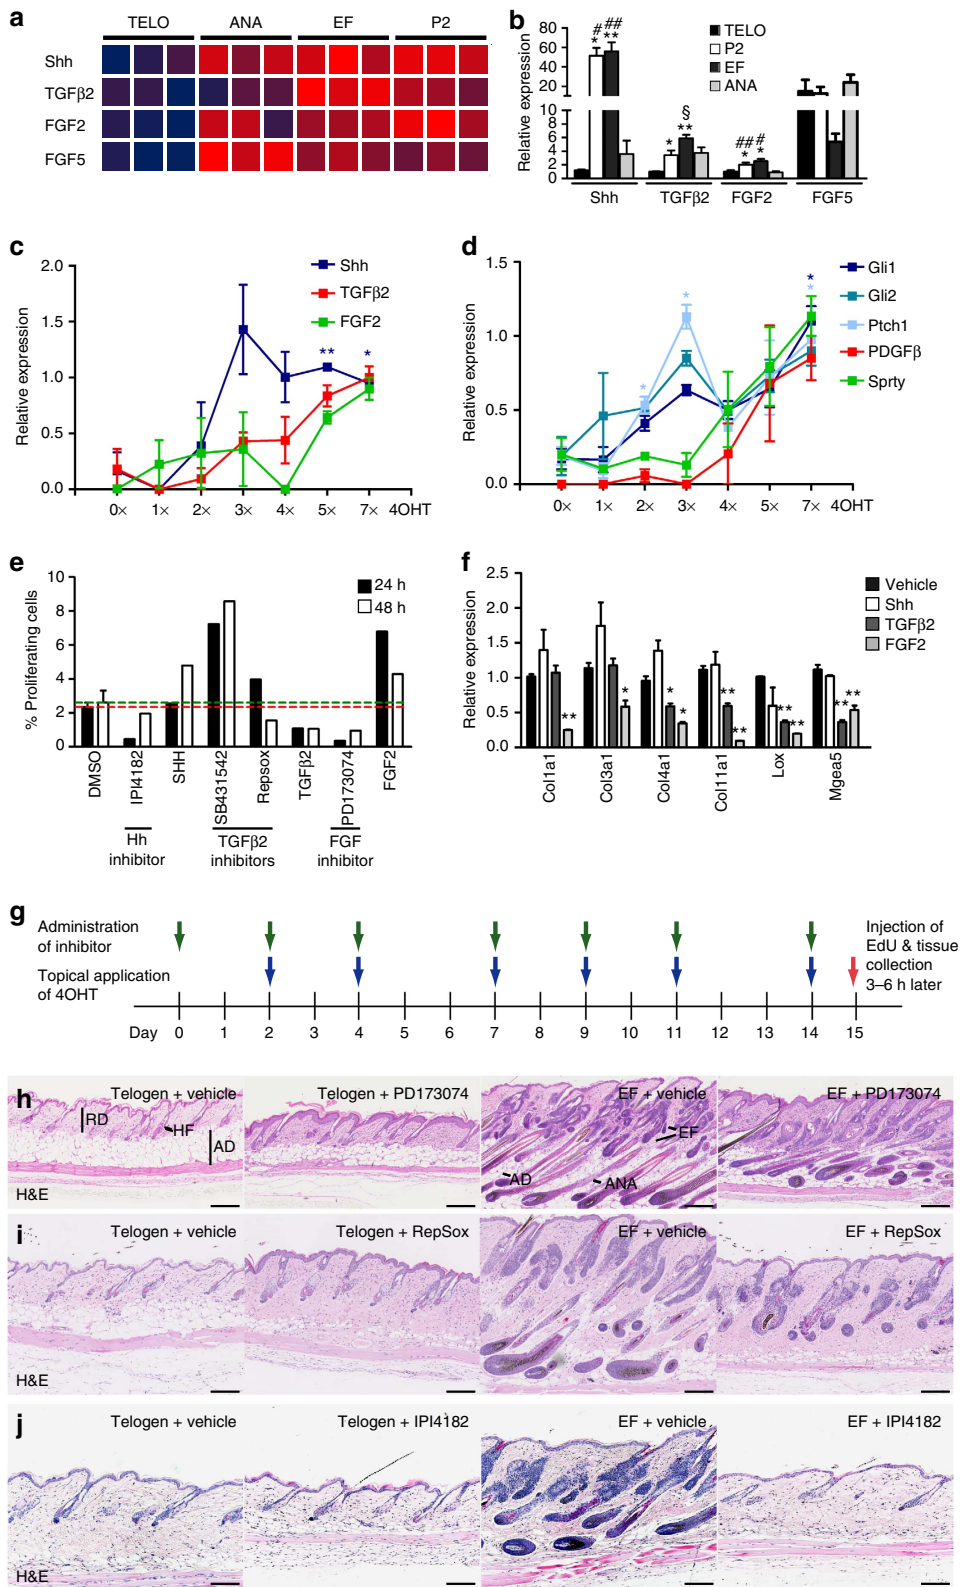 a
TELO ANA EF P2
Shh
TGFβ2
FGF2
FGF5
b
Relative expression
80
60
40
20
10
8
6
4
2
0
# ## * **
* § **
## # * *
TELO
P2
EF
ANA
Shh TGFβ2 FGF2 FGF5
c
Relative expression
2.0
1.5
1.0
0.5
0.0
Shh
TGFβ2
FGF2
** *
0× 1× 2× 3× 4× 5× 7× 4OHT
d
Relative expression
1.5
1.0
0.5
0.0
* * * *
Gli1
Gli2
Ptch1
PDGFβ
Sprty
0× 1× 2× 3× 4× 5× 7× 4OHT
e
% Proliferating cells
10
8
6
4
2
0
24 h
48 h
DMSO IPI4182 SHH SB431542 Repsox TGFβ2 PD173074 FGF2
Hh inhibitor
TGFβ2 inhibitors
FGF inhibitor
f
Relative expression
2.5
2.0
1.5
1.0
0.5
0.0
Vehicle
Shh
TGFβ2
FGF2
** * * * ** ** ** ** ** **
Col1a1 Col3a1 Col4a1 Col11a1 Lox Mgea5
g
Administration
of inhibitor
Topical application
of 4OHT
Injection of
EdU & tissue
collection
3–6 h later
Day 0 1 2 3 4 5 6 7 8 9 10 11 12 13 14 15
h
Telogen + vehicle Telogen + PD173074 EF + vehicle EF + PD173074
RD HF AD EF AD ANA
H&E
i
Telogen + vehicle Telogen + RepSox EF + vehicle EF + RepSox
H&E
j
Telogen + vehicle Telogen + IPI4182 EF + vehicle EF + IPI4182
H&E